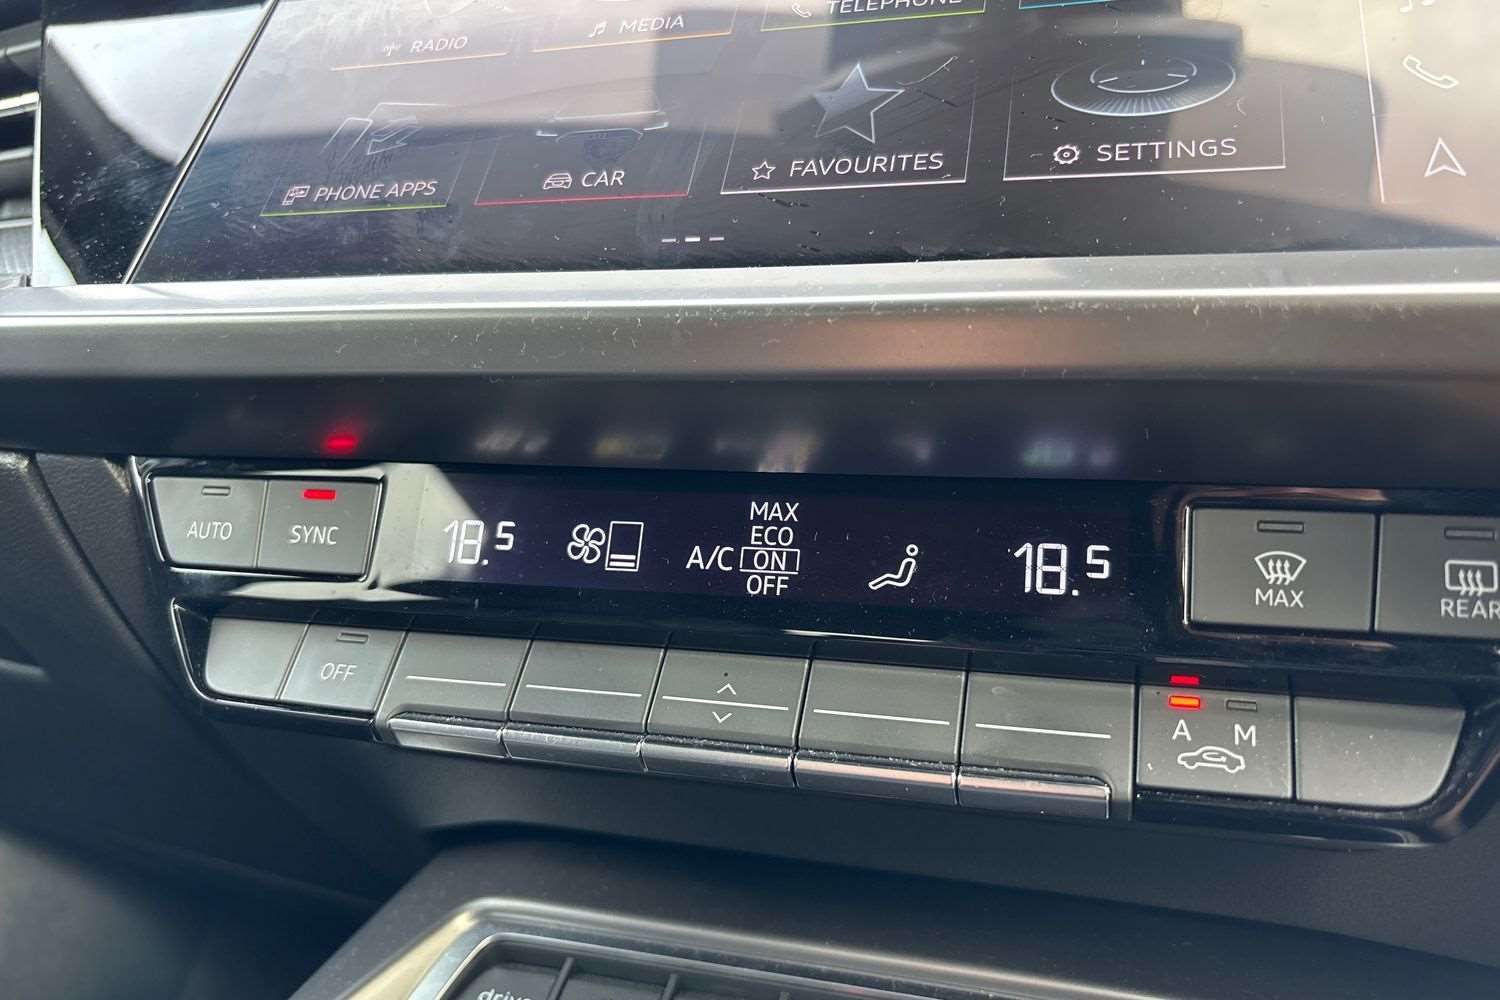 RADIO
MEDIA
TELEPHONE
PHONE APPS
CAR
FAVOURITES
SETTINGS
AUTO
SYNC
18.5
MAX
ECO
A/C ON
OFF
18.5
MAX
REAR
OFF
A M
drive